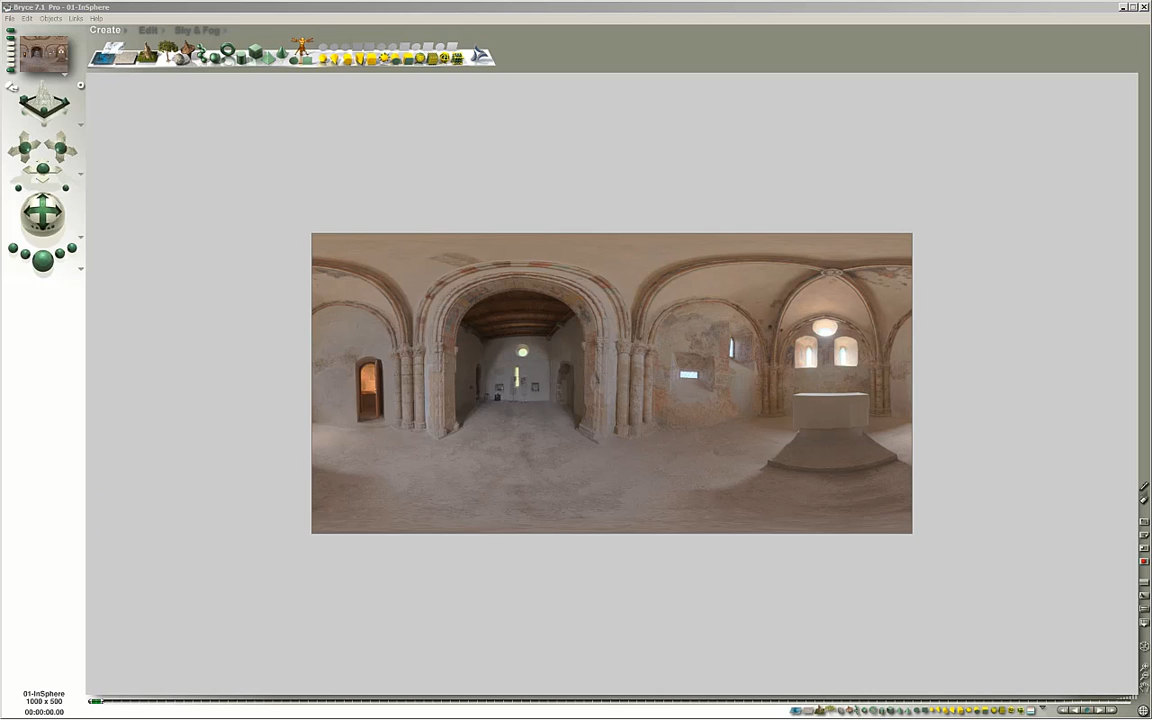 Bryce 7.1 Pro - 01-InSphere
File Edit Objects Links Help
Create Edit Sky & Fog
01-InSphere
1000 x 500
00:00:00.00